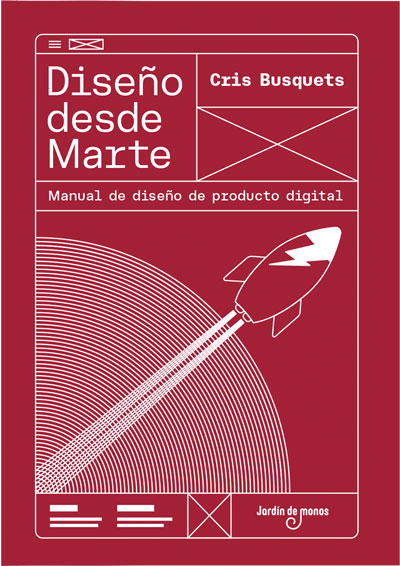 Diseño
desde
Marte
Cris Busquets
Manual de diseño de producto digital
Jardín de monos